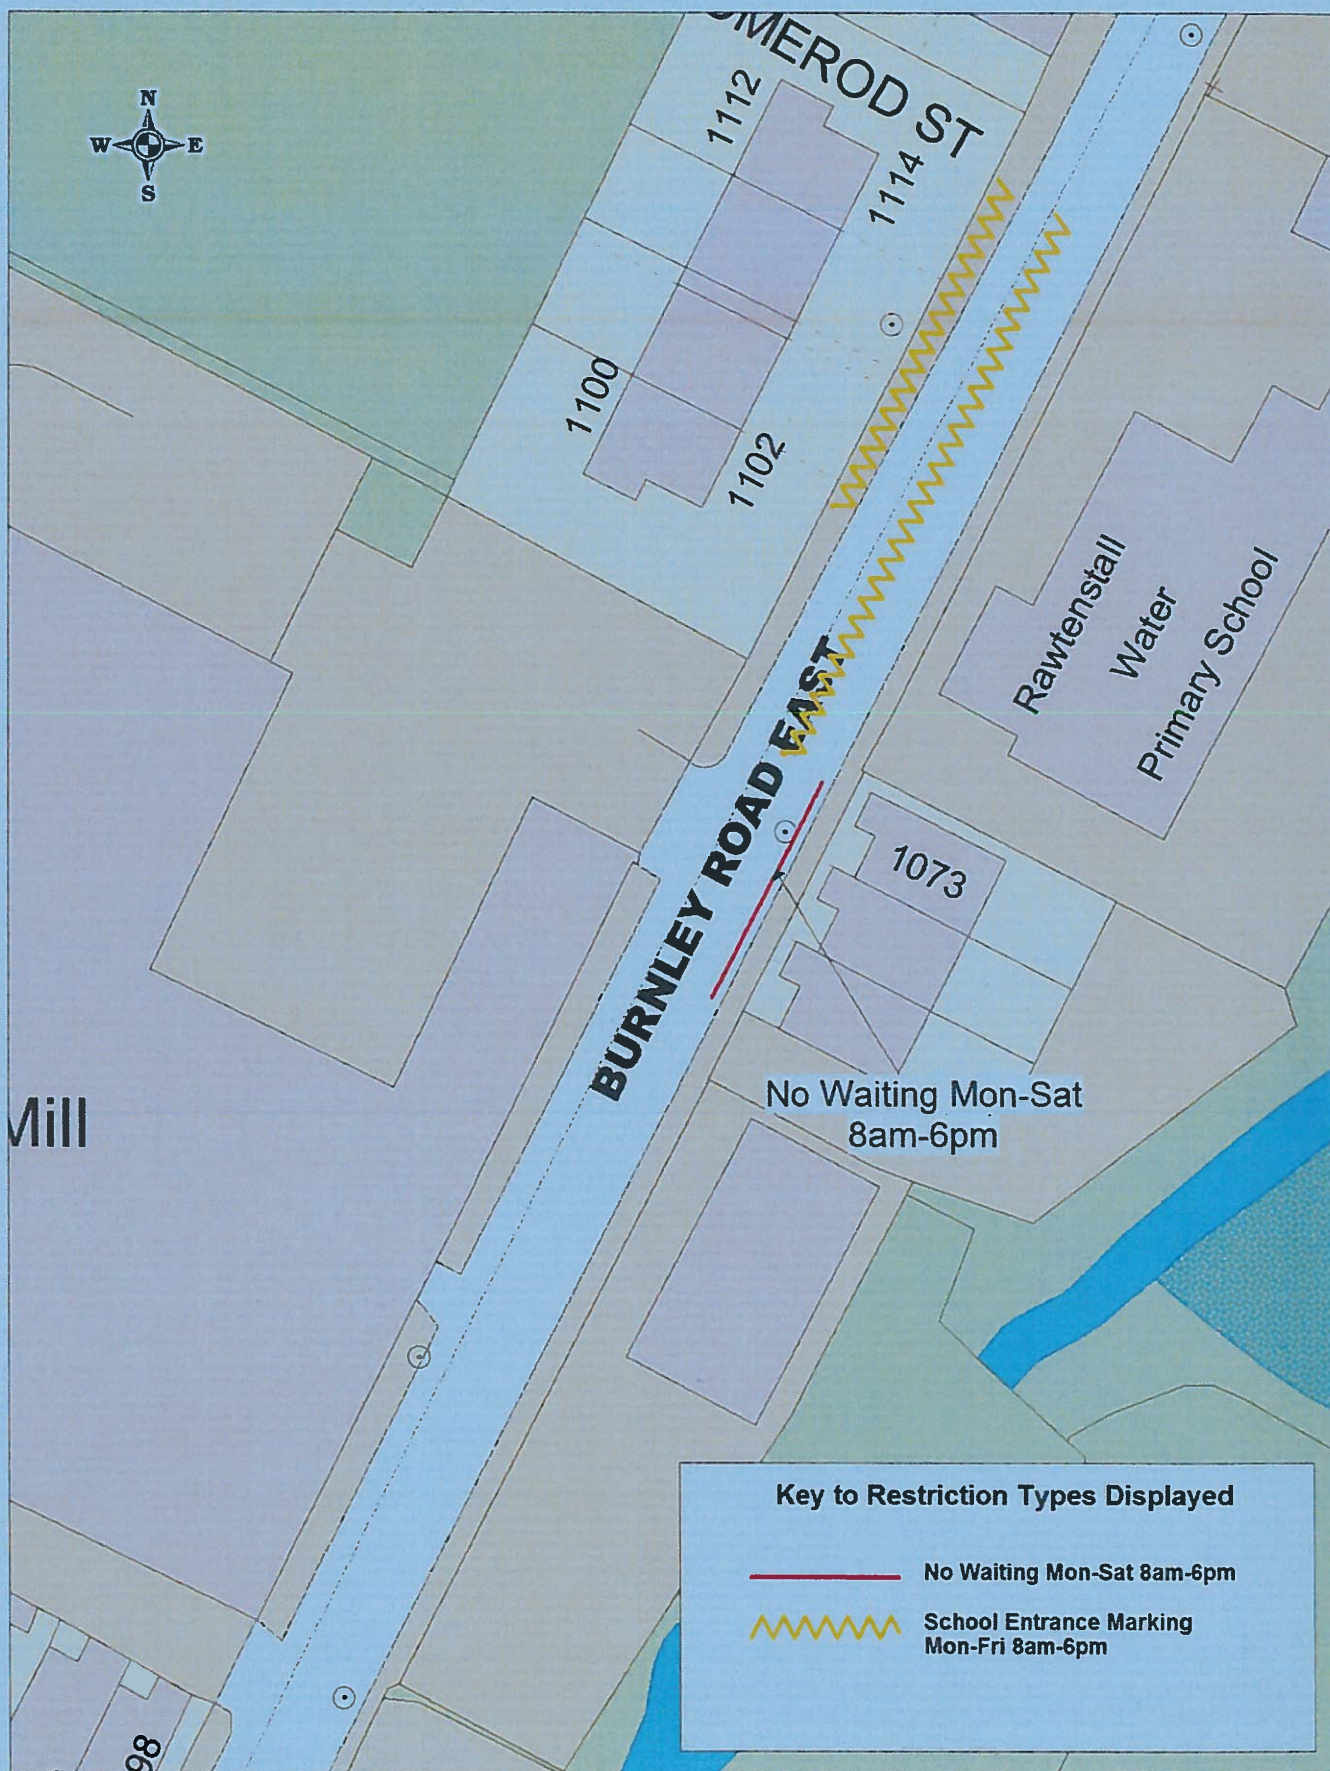 N
W E
S
OMEROD ST
1112
1114
1100
1102
Rawtenstall
Water
Primary School
BURNLEY ROAD EAST
1073
No Waiting Mon-Sat
8am-6pm
Mill
98
Key to Restriction Types Displayed
No Waiting Mon-Sat 8am-6pm
School Entrance Marking
Mon-Fri 8am-6pm